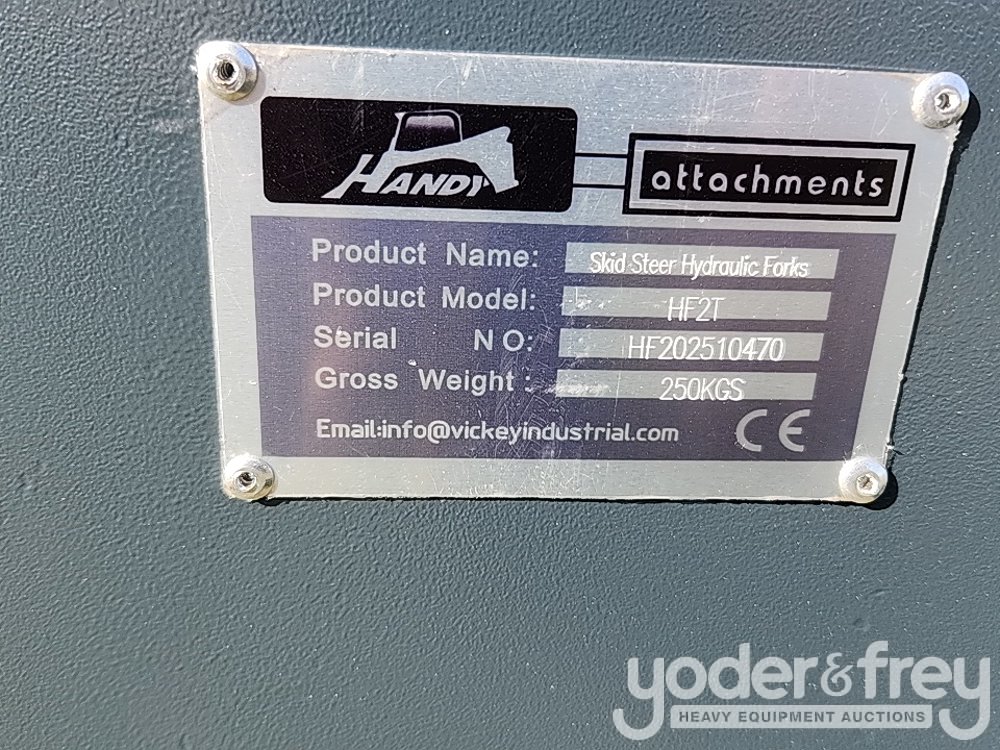 HANDY
attachments
Product Name: Skid Steer Hydraulic Forks
Product Model: HF2T
Serial NO: HF202510470
Gross Weight: 250KGS
Email:info@vickeyindustrial.com
CE
yoder&frey
HEAVY EQUIPMENT AUCTIONS